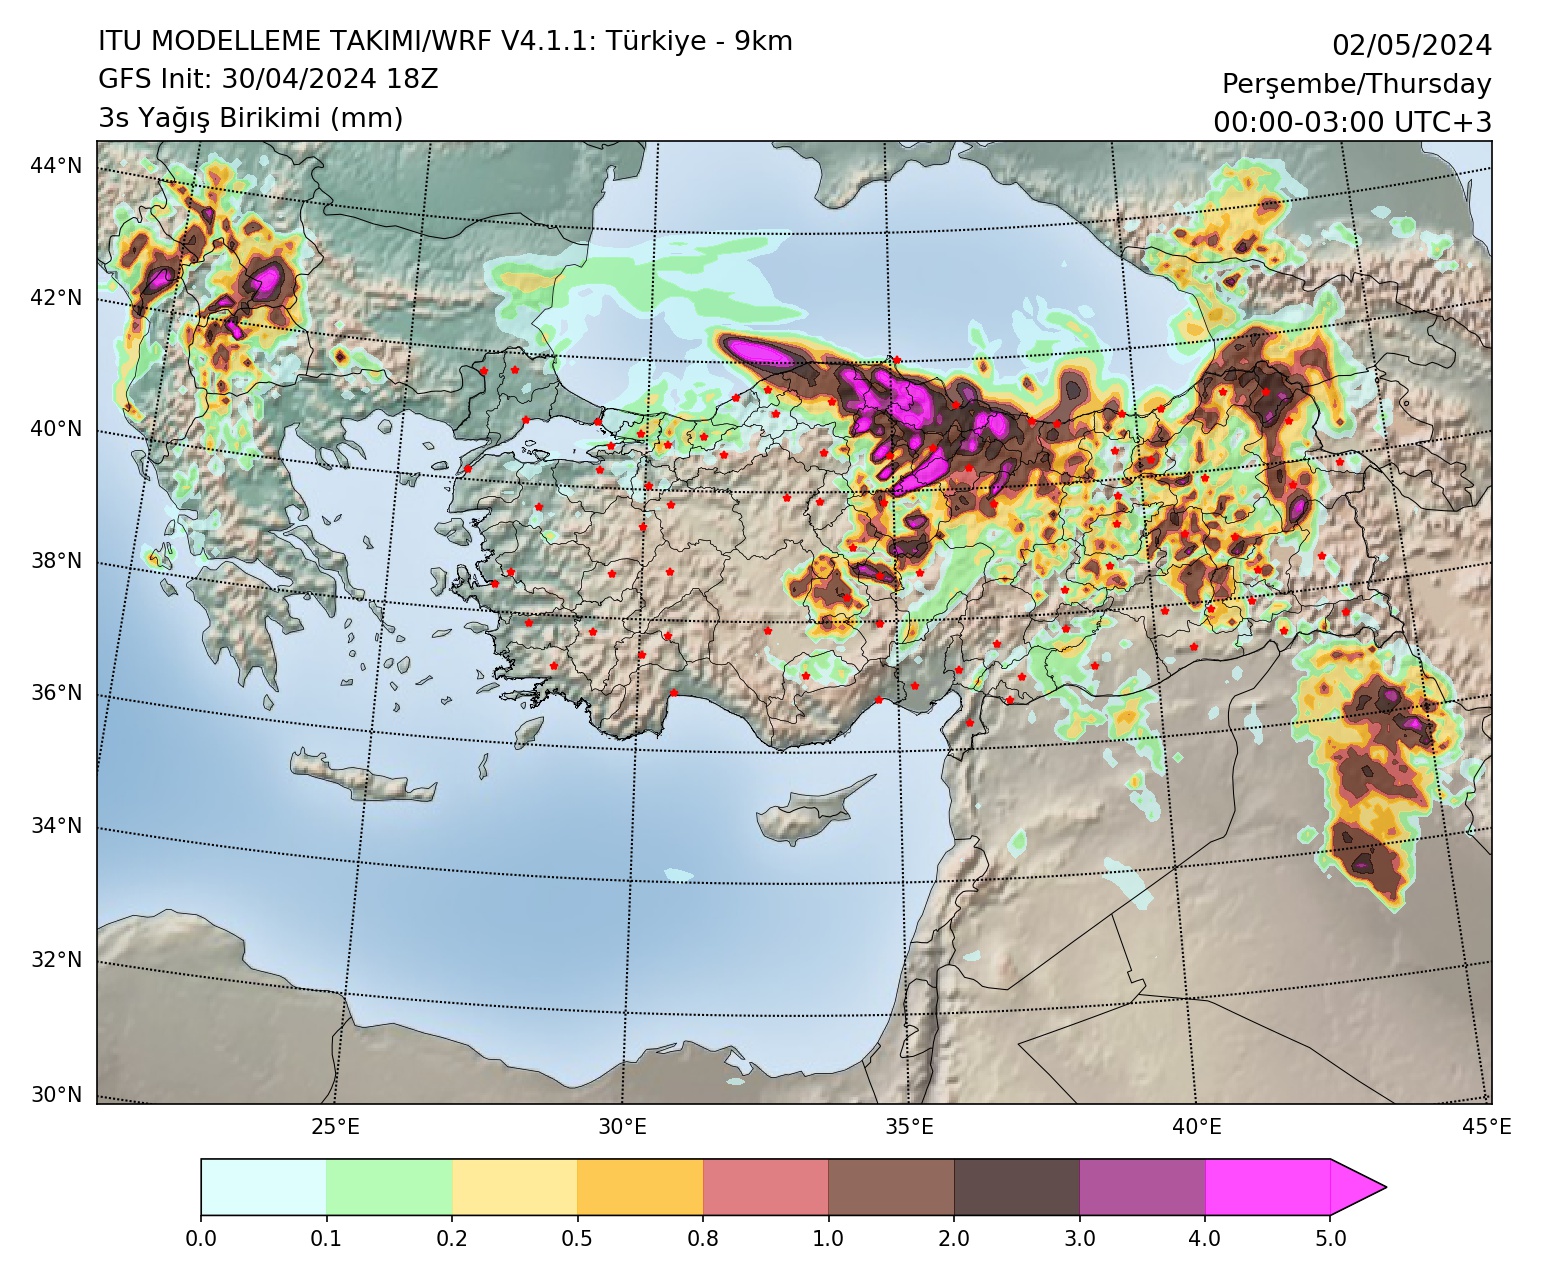 ITU MODELLEME TAKIMI/WRF V4.1.1: Türkiye - 9km
GFS Init: 30/04/2024 18Z
3s Yağış Birikimi (mm)
02/05/2024
Perşembe/Thursday
00:00-03:00 UTC+3
44°N
42°N
40°N
38°N
36°N
34°N
32°N
30°N
25°E 30°E 35°E 40°E 45°E
0.0 0.1 0.2 0.5 0.8 1.0 2.0 3.0 4.0 5.0